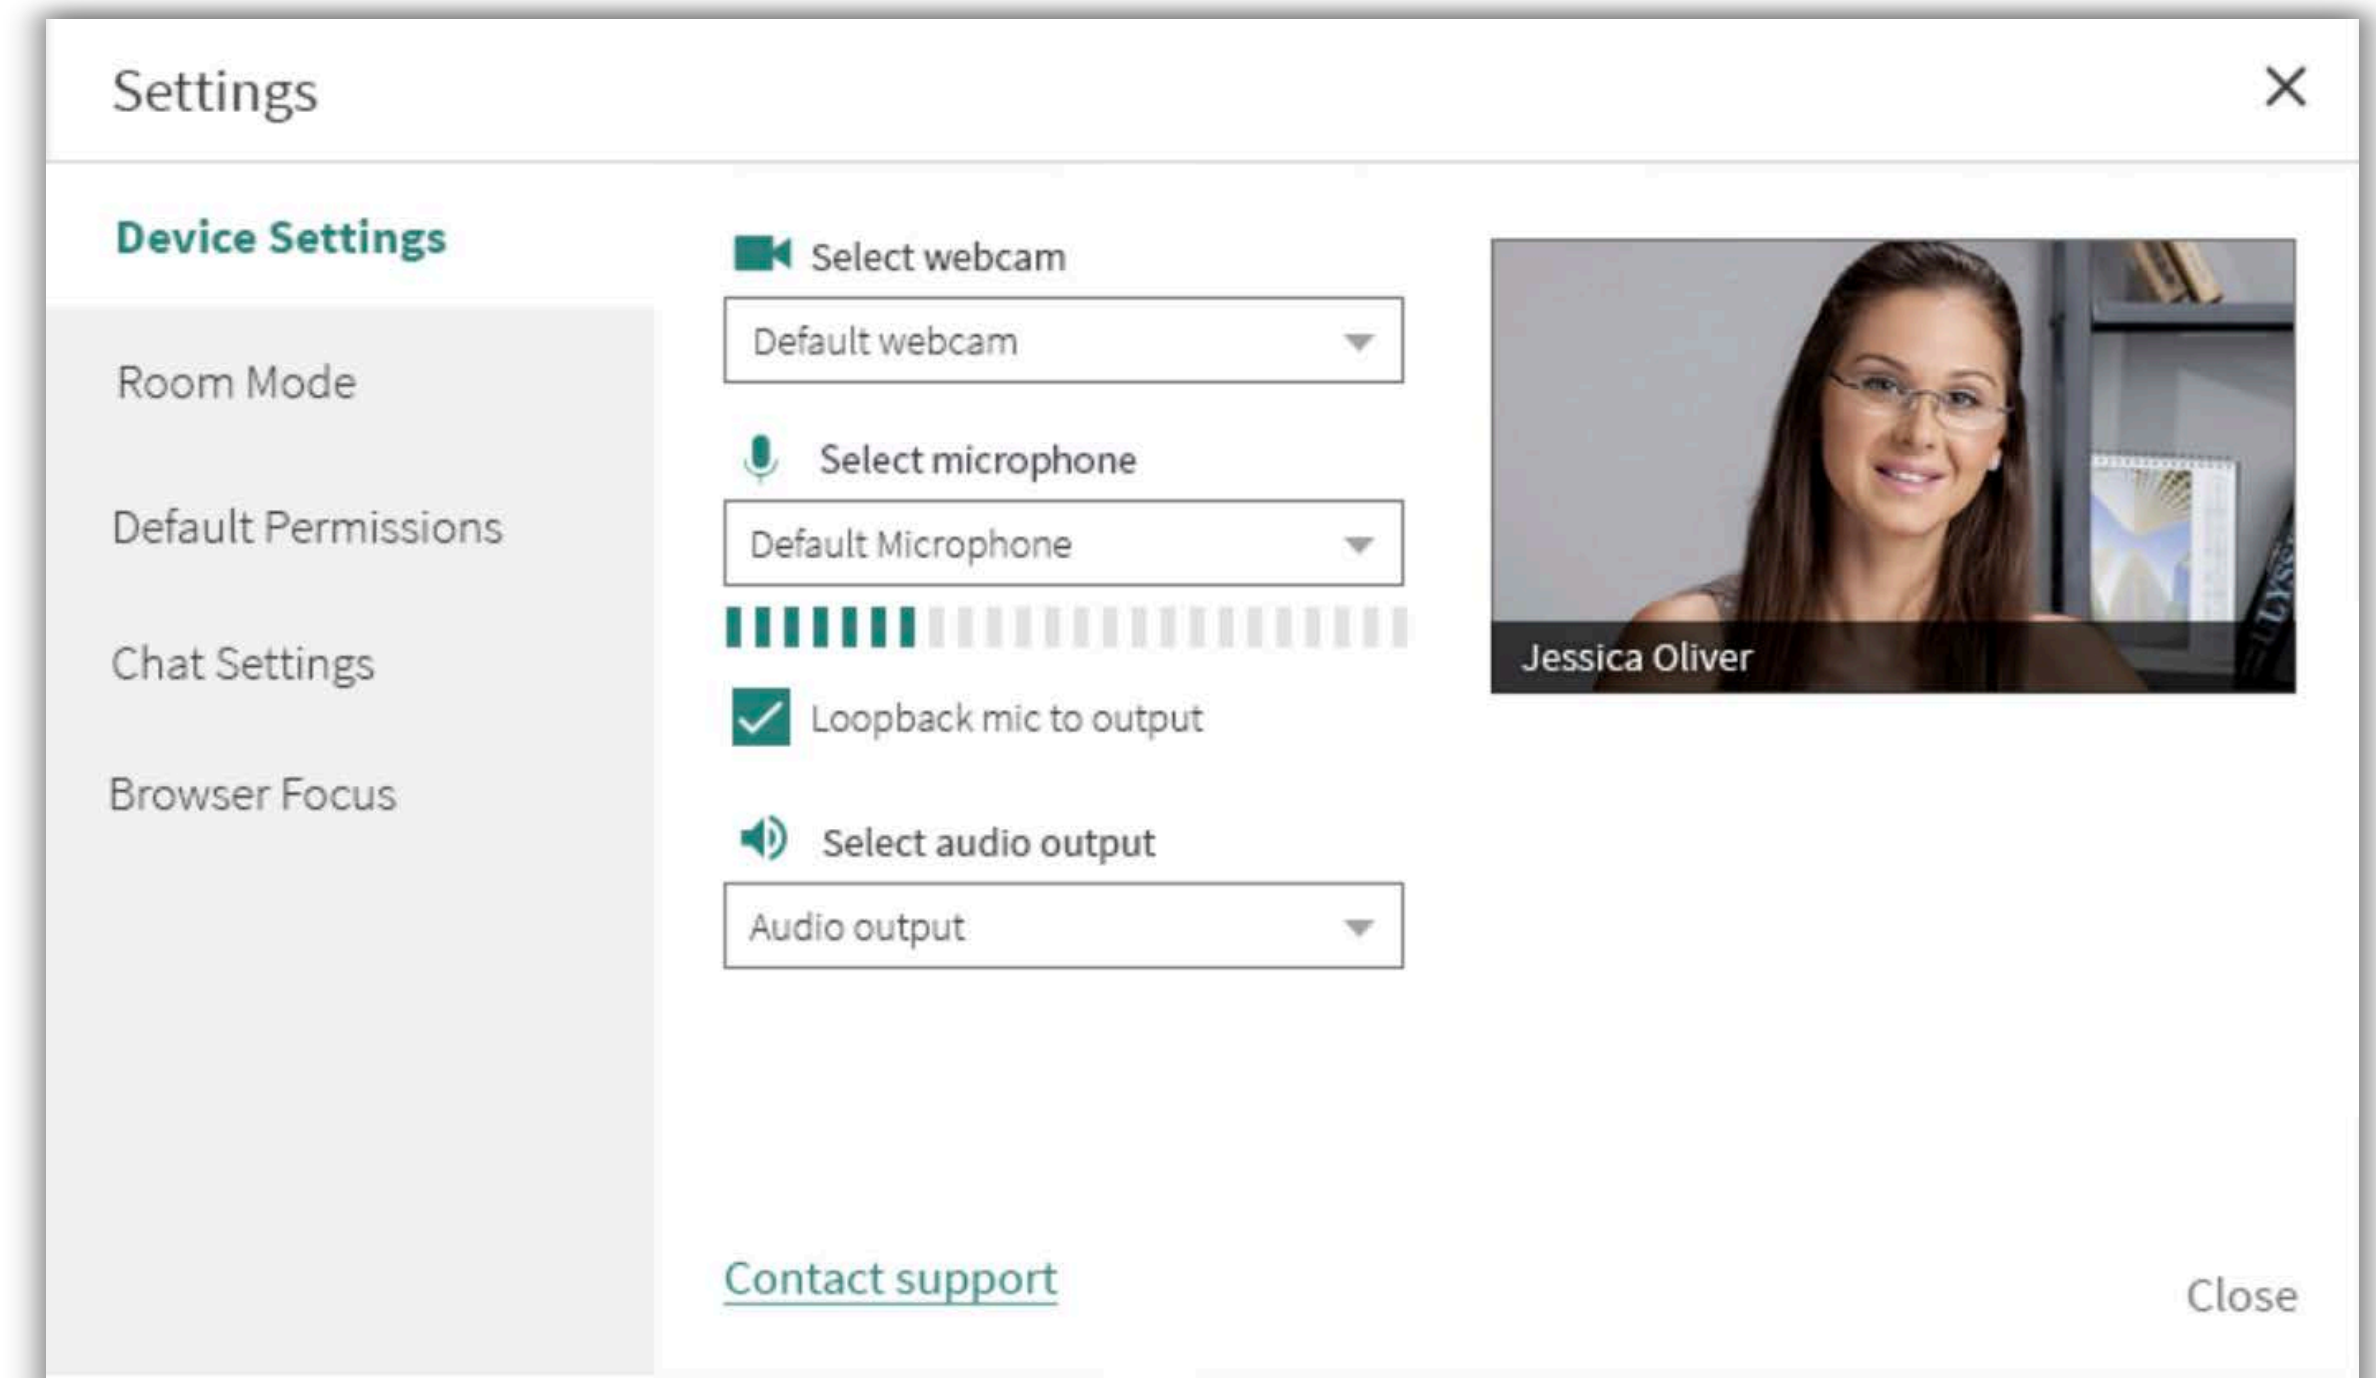 Settings
Device Settings
Room Mode
Default Permissions
Chat Settings
Browser Focus
Select webcam
Default webcam
Select microphone
Default Microphone
Loopback mic to output
Select audio output
Audio output
Jessica Oliver
Contact support
Close